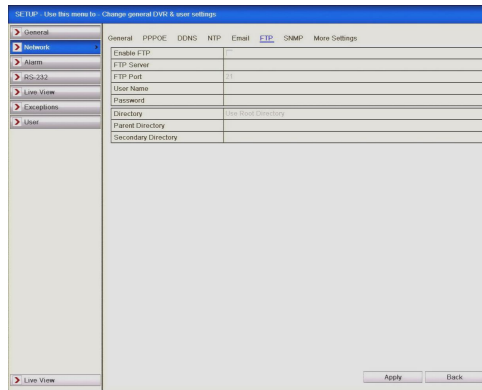 SETUP - Use this menu to - Change general DVR & user settings
General
Network
Alarm
RS-232
Live View
Exceptions
User
General PPPOE DDNS NTP Email FTP SNMP More Settings
Enable FTP
FTP Server
FTP Port 21
User Name
Password
Directory Use Root Directory
Parent Directory
Secondary Directory
Live View
Apply Back